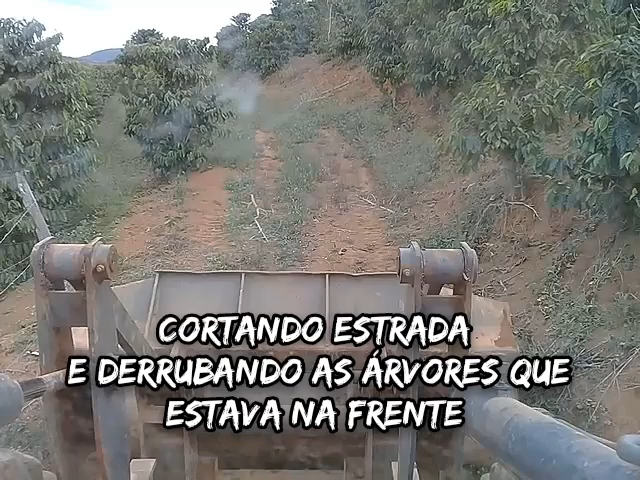 CORTANDO ESTRADA
E DERRUBANDO AS ÁRVORES QUE
ESTAVA NA FRENTE